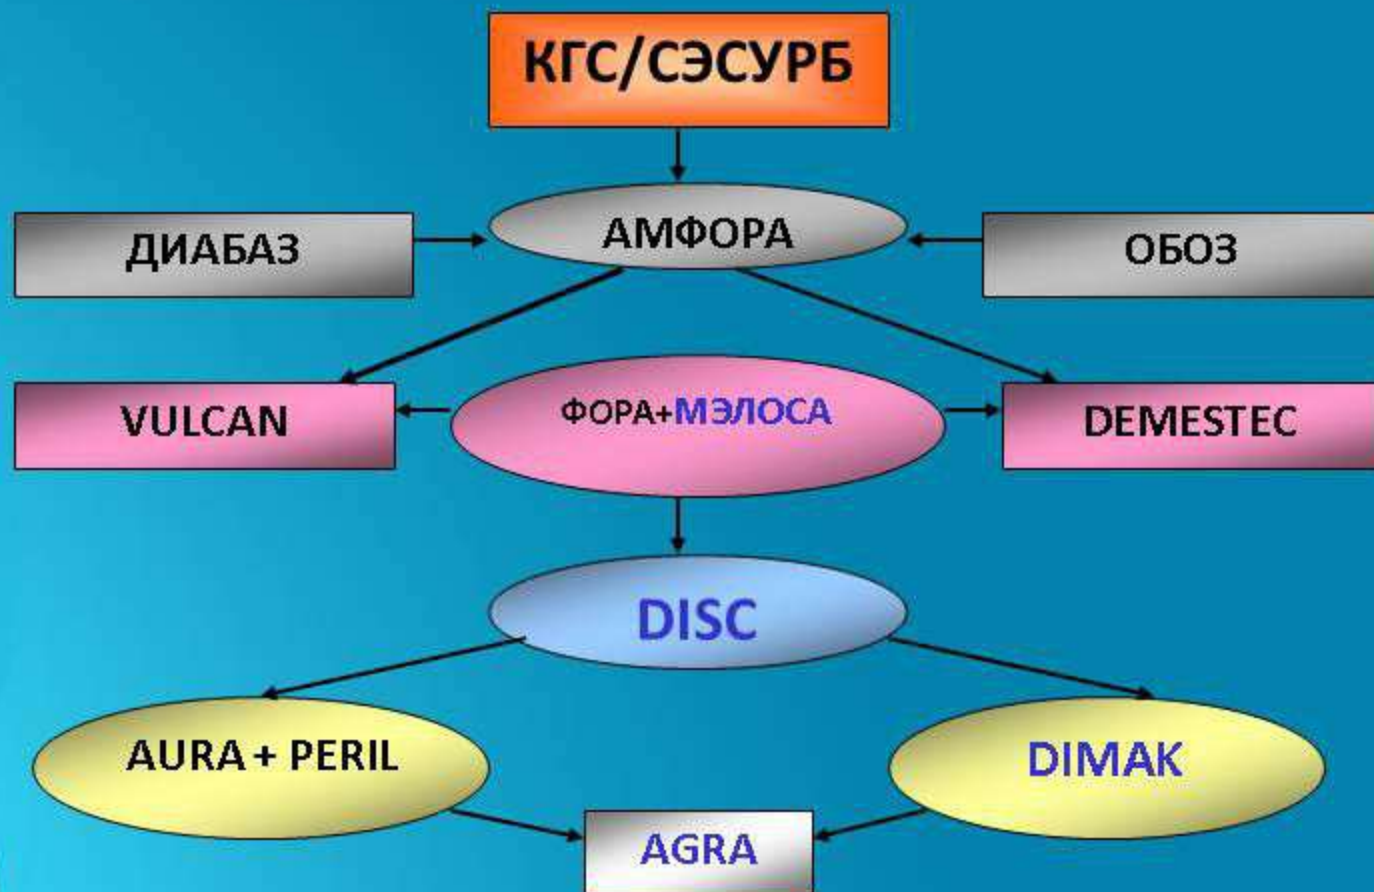 КГС/СЭСУРБ
АМФОРА
ДИАБАЗ
ОБОЗ
VULCAN
ФОРА+МЭЛОСА
DEMESTEC
DISC
AURA + PERIL
DIMAK
AGRA